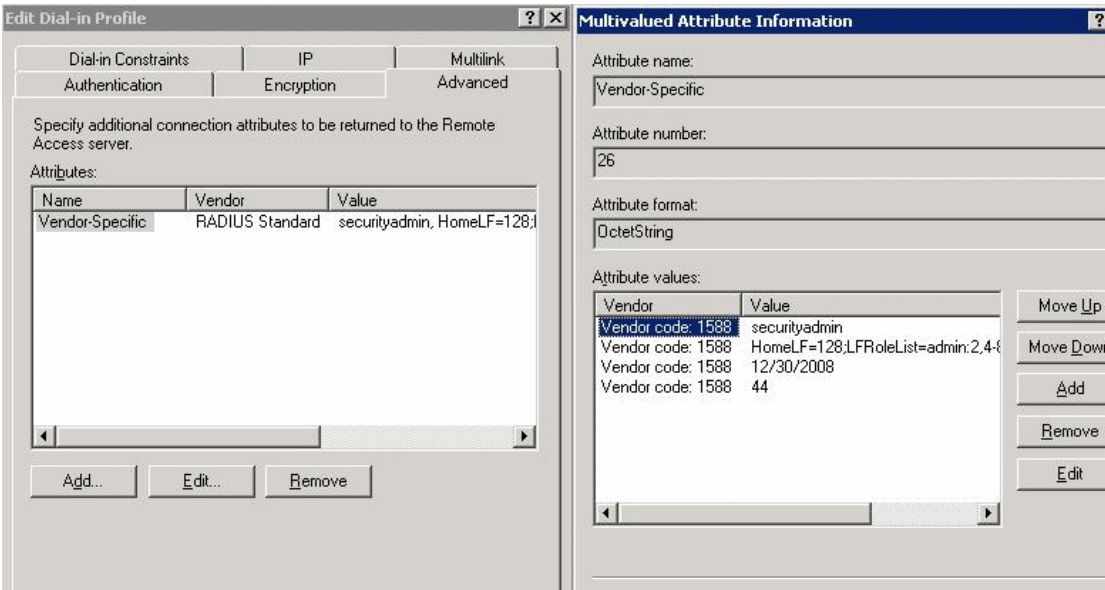 Edit Dial-in Profile
Dial-in Constraints IP Multilink
Authentication Encryption Advanced
Specify additional connection attributes to be returned to the Remote
Access server.
Attributes:
Name Vendor Value
Vendor-Specific RADIUS Standard securityadmin, HomeLF=128;
Add... Edit... Remove
Multivalued Attribute Information
Attribute name:
Vendor-Specific
Attribute number:
26
Attribute format:
OctetString
Attribute values:
Vendor Value
Vendor code: 1588 securityadmin
Vendor code: 1588 HomeLF=128;LFRoleList=admin:2,4-8
Vendor code: 1588 12/30/2008
Vendor code: 1588 44
Move Up
Move Down
Add
Remove
Edit